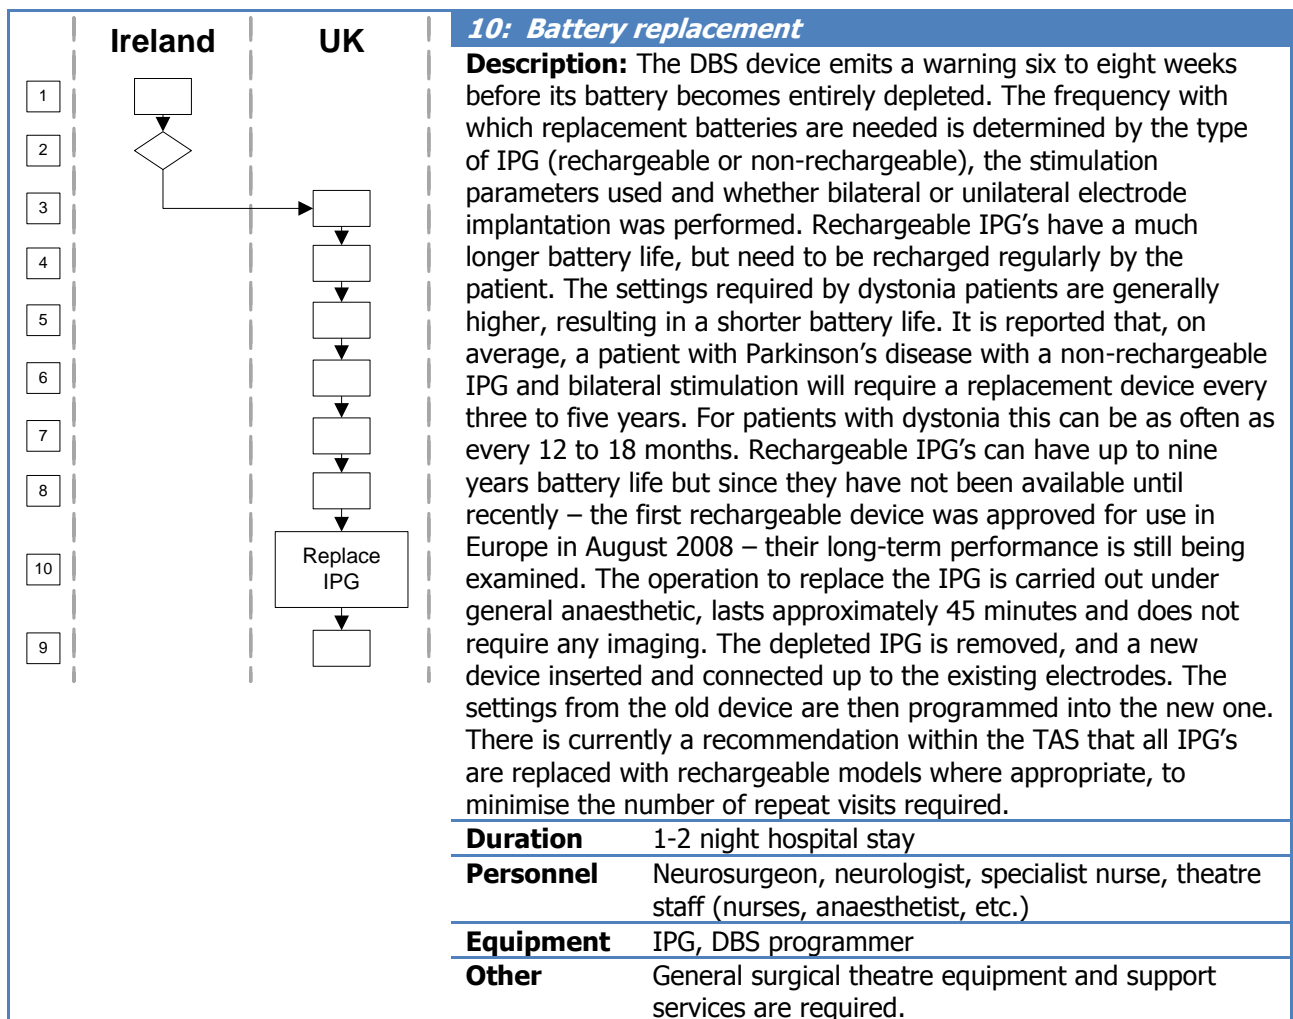 Ireland
UK
1
2
3
4
5
6
7
8
10
9
Replace
IPG
10: Battery replacement
Description: The DBS device emits a warning six to eight weeks
before its battery becomes entirely depleted. The frequency with
which replacement batteries are needed is determined by the type
of IPG (rechargeable or non-rechargeable), the stimulation
parameters used and whether bilateral or unilateral electrode
implantation was performed. Rechargeable IPG’s have a much
longer battery life, but need to be recharged regularly by the
patient. The settings required by dystonia patients are generally
higher, resulting in a shorter battery life. It is reported that, on
average, a patient with Parkinson’s disease with a non-rechargeable
IPG and bilateral stimulation will require a replacement device every
three to five years. For patients with dystonia this can be as often as
every 12 to 18 months. Rechargeable IPG’s can have up to nine
years battery life but since they have not been available until
recently – the first rechargeable device was approved for use in
Europe in August 2008 – their long-term performance is still being
examined. The operation to replace the IPG is carried out under
general anaesthetic, lasts approximately 45 minutes and does not
require any imaging. The depleted IPG is removed, and a new
device inserted and connected up to the existing electrodes. The
settings from the old device are then programmed into the new one.
There is currently a recommendation within the TAS that all IPG’s
are replaced with rechargeable models where appropriate, to
minimise the number of repeat visits required.
Duration 1-2 night hospital stay
Personnel Neurosurgeon, neurologist, specialist nurse, theatre
staff (nurses, anaesthetist, etc.)
Equipment IPG, DBS programmer
Other General surgical theatre equipment and support
services are required.